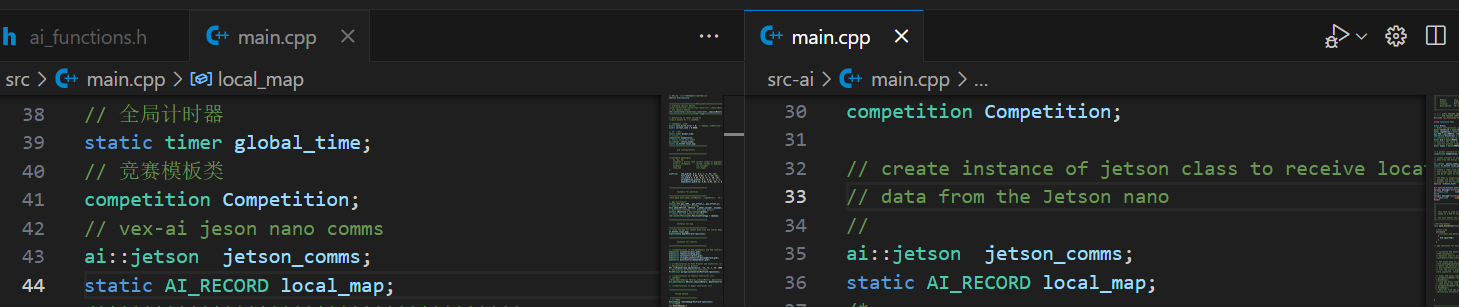 ai_functions.h
main.cpp
src > main.cpp > local_map
38 // 全局计时器
39 static timer global_time;
40 // 竞赛模板类
41 competition Competition;
42 // vex-ai jeson nano comms
43 ai::jetson  jetson_comms;
44 static AI_RECORD local_map;
main.cpp
src-ai > main.cpp > ...
30 competition Competition;
31
32 // create instance of jetson class to receive locat
33 // data from the Jetson nano
34 //
35 ai::jetson  jetson_comms;
36 static AI_RECORD local_map;
37 /*